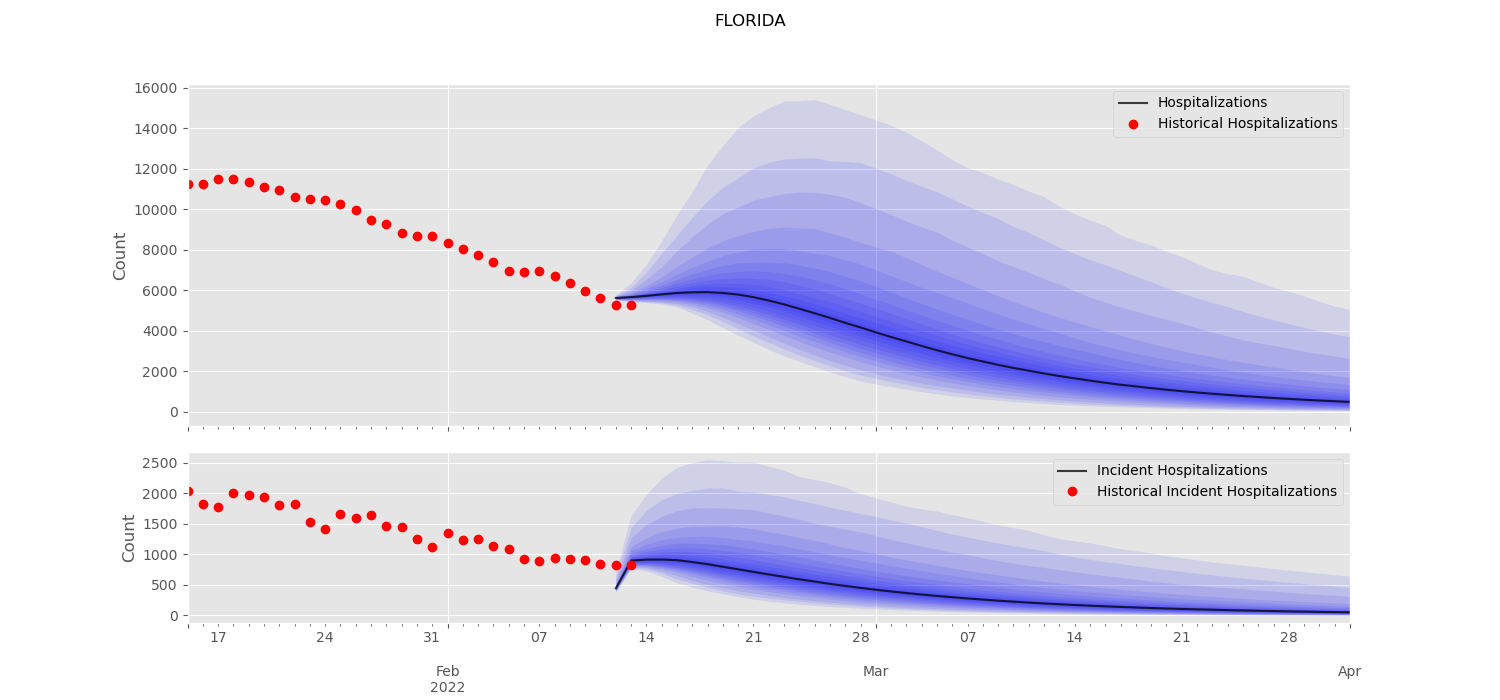 FLORIDA
16000
14000
12000
10000
8000
6000
4000
2000
0
Count
Hospitalizations
Historical Hospitalizations
2500
2000
1500
1000
500
0
Count
Incident Hospitalizations
Historical Incident Hospitalizations
17 24 31 07 14 21 28 07 14 21 28
Feb Mar Apr
2022